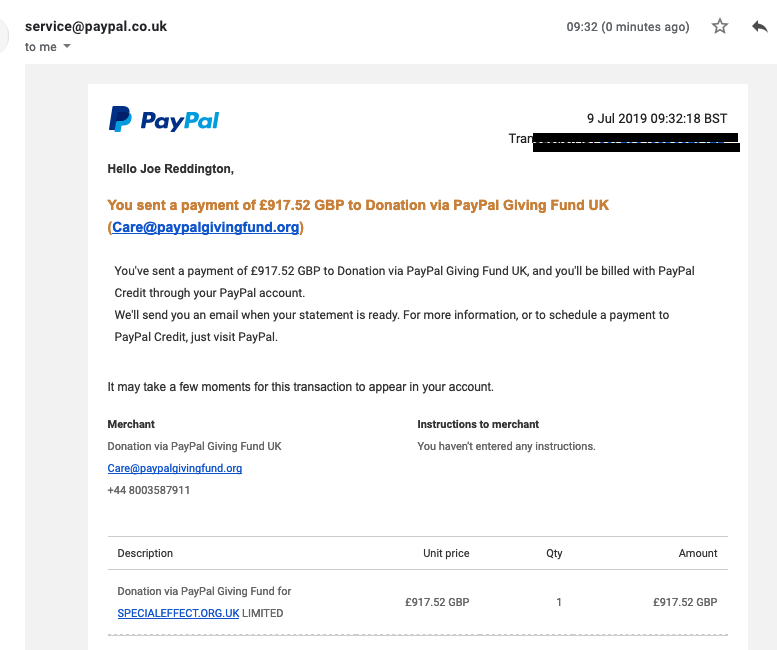 service@paypal.co.uk
09:32 (0 minutes ago)
to me
PayPal
9 Jul 2019 09:32:18 BST
Hello Joe Reddington,
You sent a payment of £917.52 GBP to Donation via PayPal Giving Fund UK
(Care@paypalgivingfund.org)
You've sent a payment of £917.52 GBP to Donation via PayPal Giving Fund UK, and you'll be billed with PayPal
Credit through your PayPal account.
We'll send you an email when your statement is ready. For more information, or to schedule a payment to
PayPal Credit, just visit PayPal.
It may take a few moments for this transaction to appear in your account.
Merchant
Donation via PayPal Giving Fund UK
Care@paypalgivingfund.org
+44 8003587911
Instructions to merchant
You haven't entered any instructions.
Description Unit price Qty Amount
Donation via PayPal Giving Fund for
SPECIALEFFECT.ORG.UK LIMITED
£917.52 GBP 1 £917.52 GBP